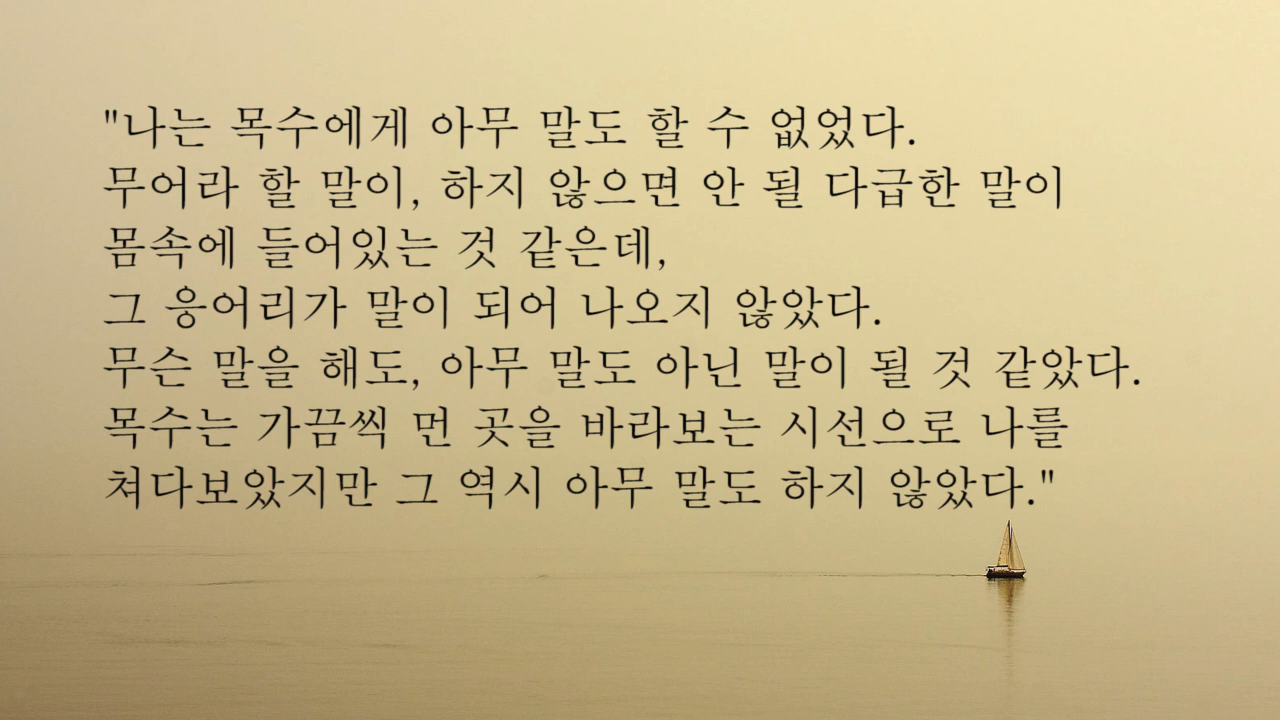 "나는 목수에게 아무 말도 할 수 없었다.
무어라 할 말이, 하지 않으면 안 될 다급한 말이
몸속에 들어있는 것 같은데,
그 응어리가 말이 되어 나오지 않았다.
무슨 말을 해도, 아무 말도 아닌 말이 될 것 같았다.
목수는 가끔씩 먼 곳을 바라보는 시선으로 나를
쳐다보았지만 그 역시 아무 말도 하지 않았다."